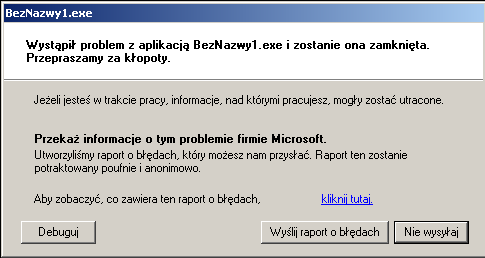 BezNazwy1.exe
Wystąpił problem z aplikacją BezNazwy1.exe i zostanie ona zamknięta.
Przepraszamy za kłopoty.
Jeżeli jesteś w trakcie pracy, informacje, nad którymi pracujesz, mogły zostać utracone.
Przekaż informacje o tym problemie firmie Microsoft.
Utworzyliśmy raport o błędach, który możesz nam przysłać. Raport ten zostanie
potraktowany poufnie i anonimowo.
Aby zobaczyć, co zawiera ten raport o błędach, kliknij tutaj.
Debuguj Wyślij raport o błędach Nie wysyłaj